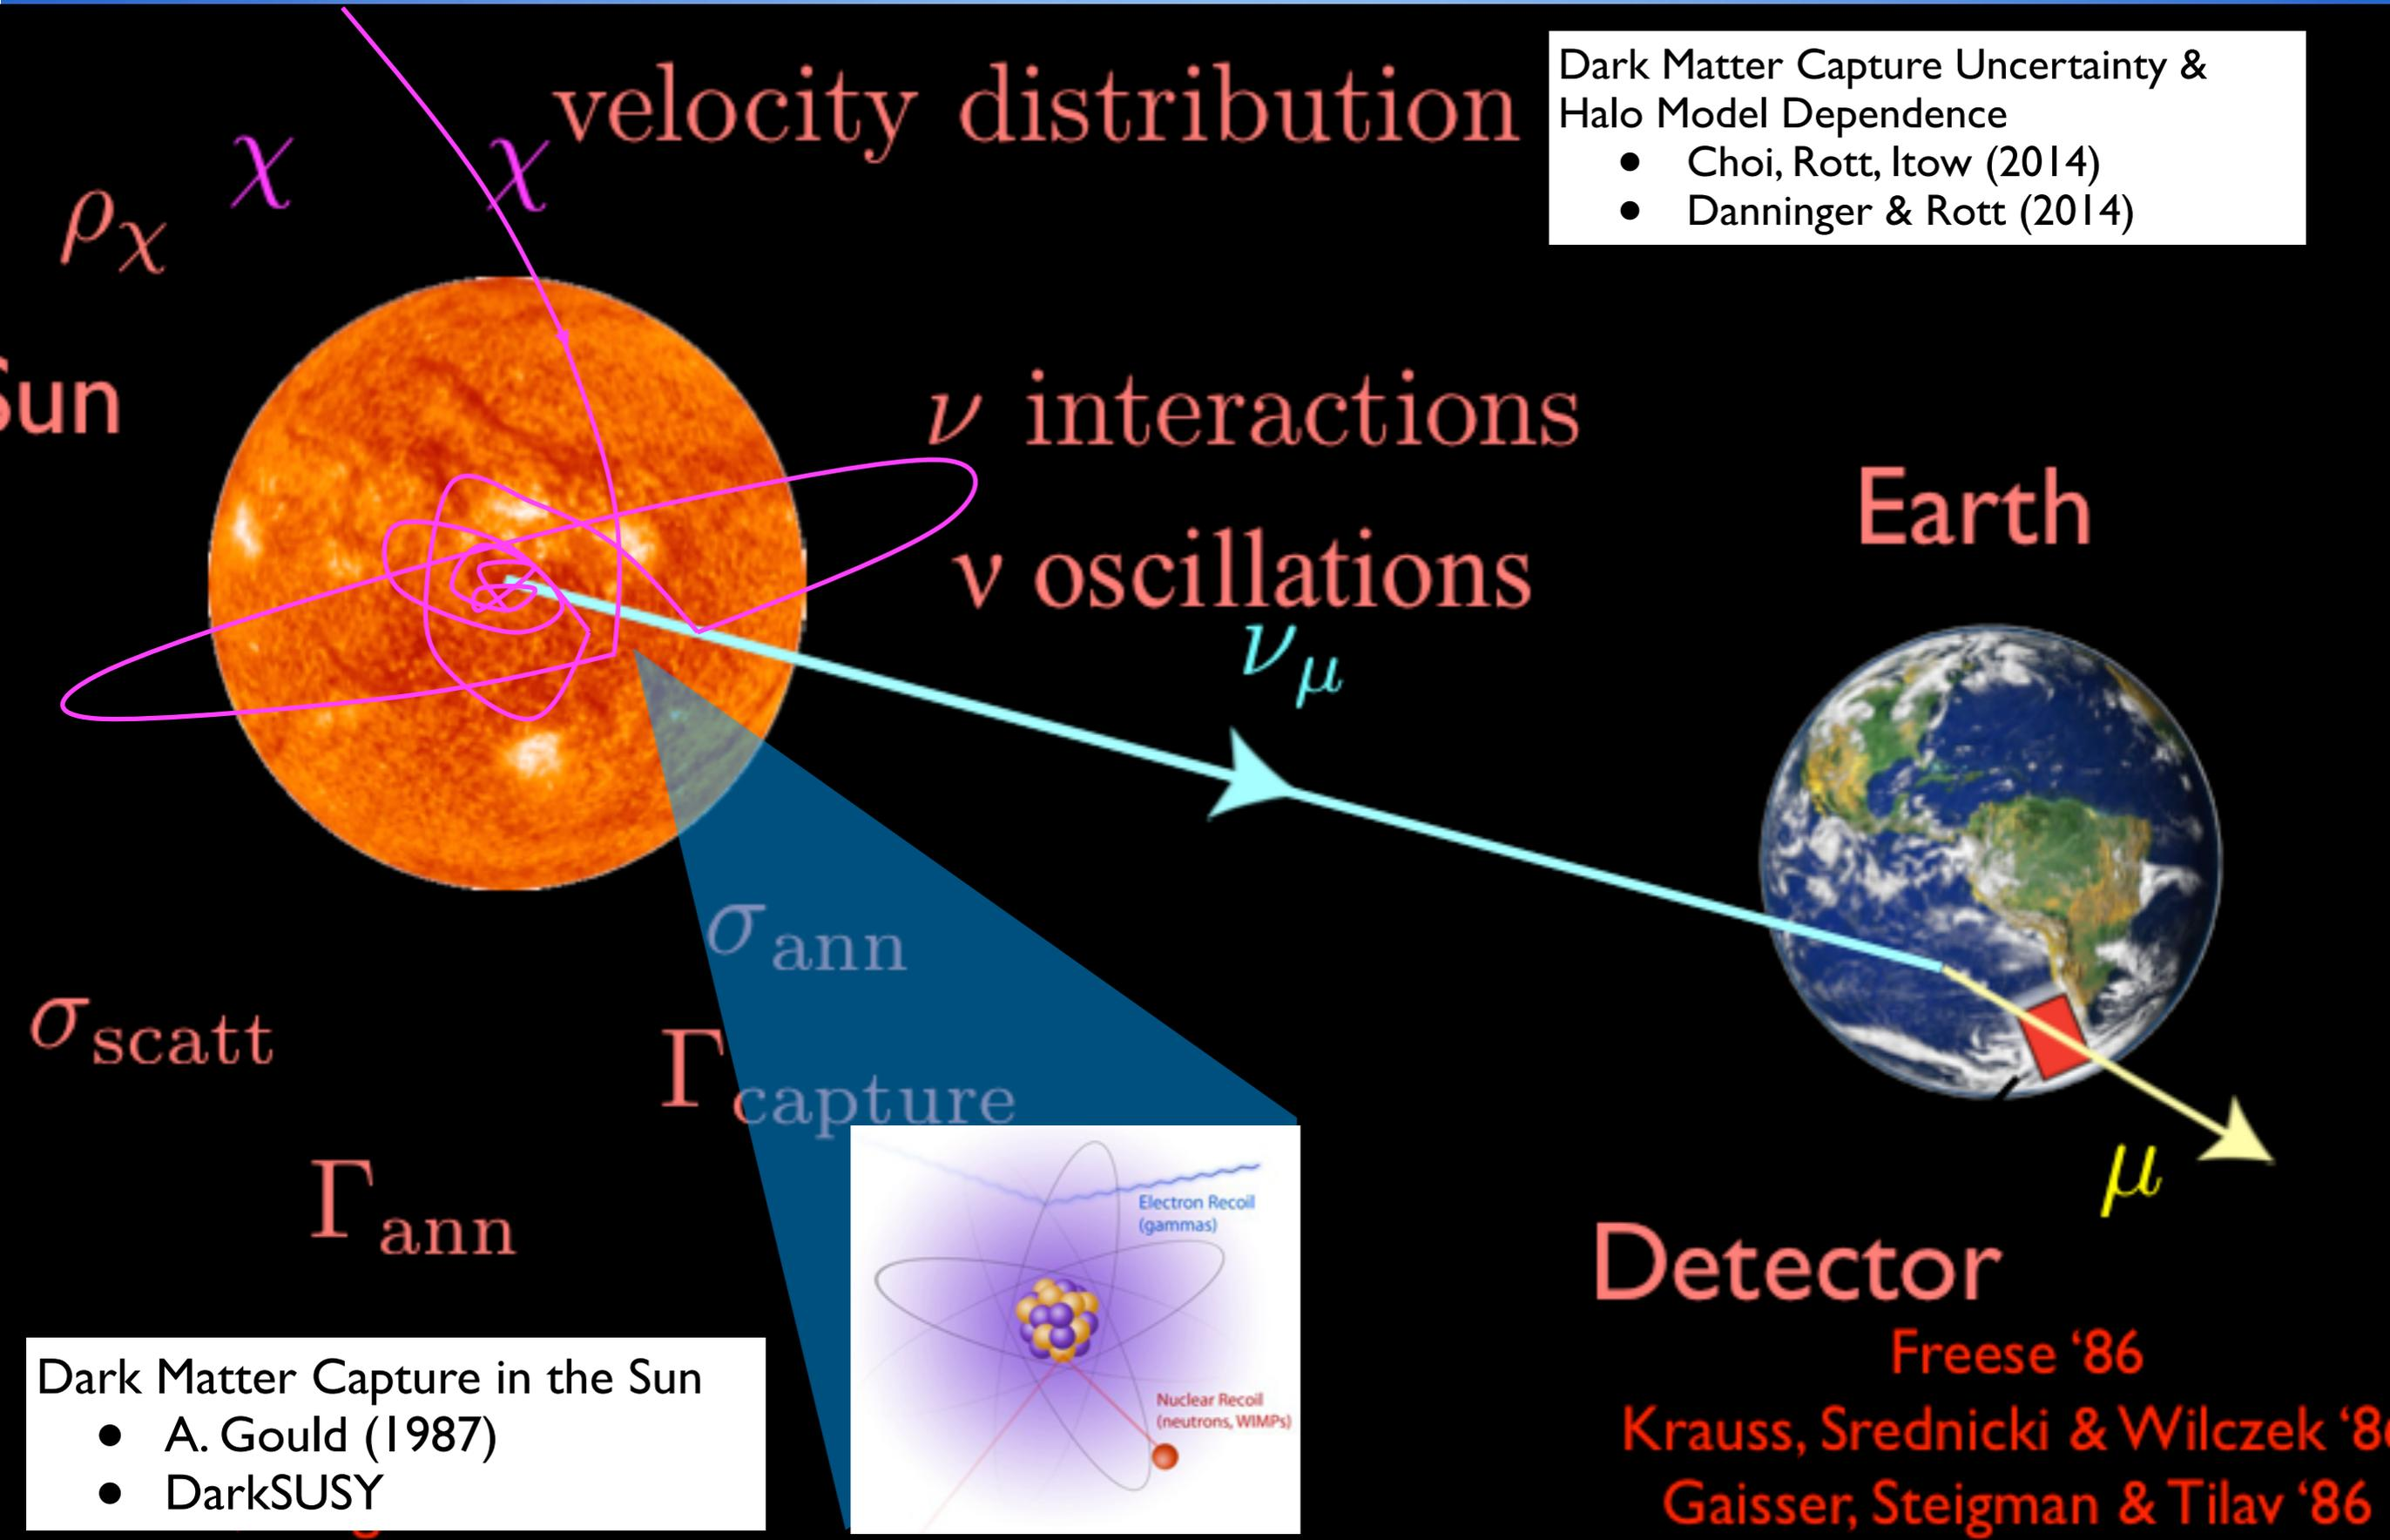 velocity distribution
χ
χ
ρχ
Dark Matter Capture Uncertainty &
Halo Model Dependence
● Choi, Rott, Itow (2014)
● Danninger & Rott (2014)
Sun
ν interactions
ν oscillations
νμ
Earth
σann
σscatt
Γcapture
Γann
μ
Detector
Electron Recoil
(gammas)
Nuclear Recoil
(neutrons, WIMPs)
Dark Matter Capture in the Sun
● A. Gould (1987)
● DarkSUSY
Freese ‘86
Krauss, Srednicki & Wilczek ‘86
Gaisser, Steigman & Tilav ‘86